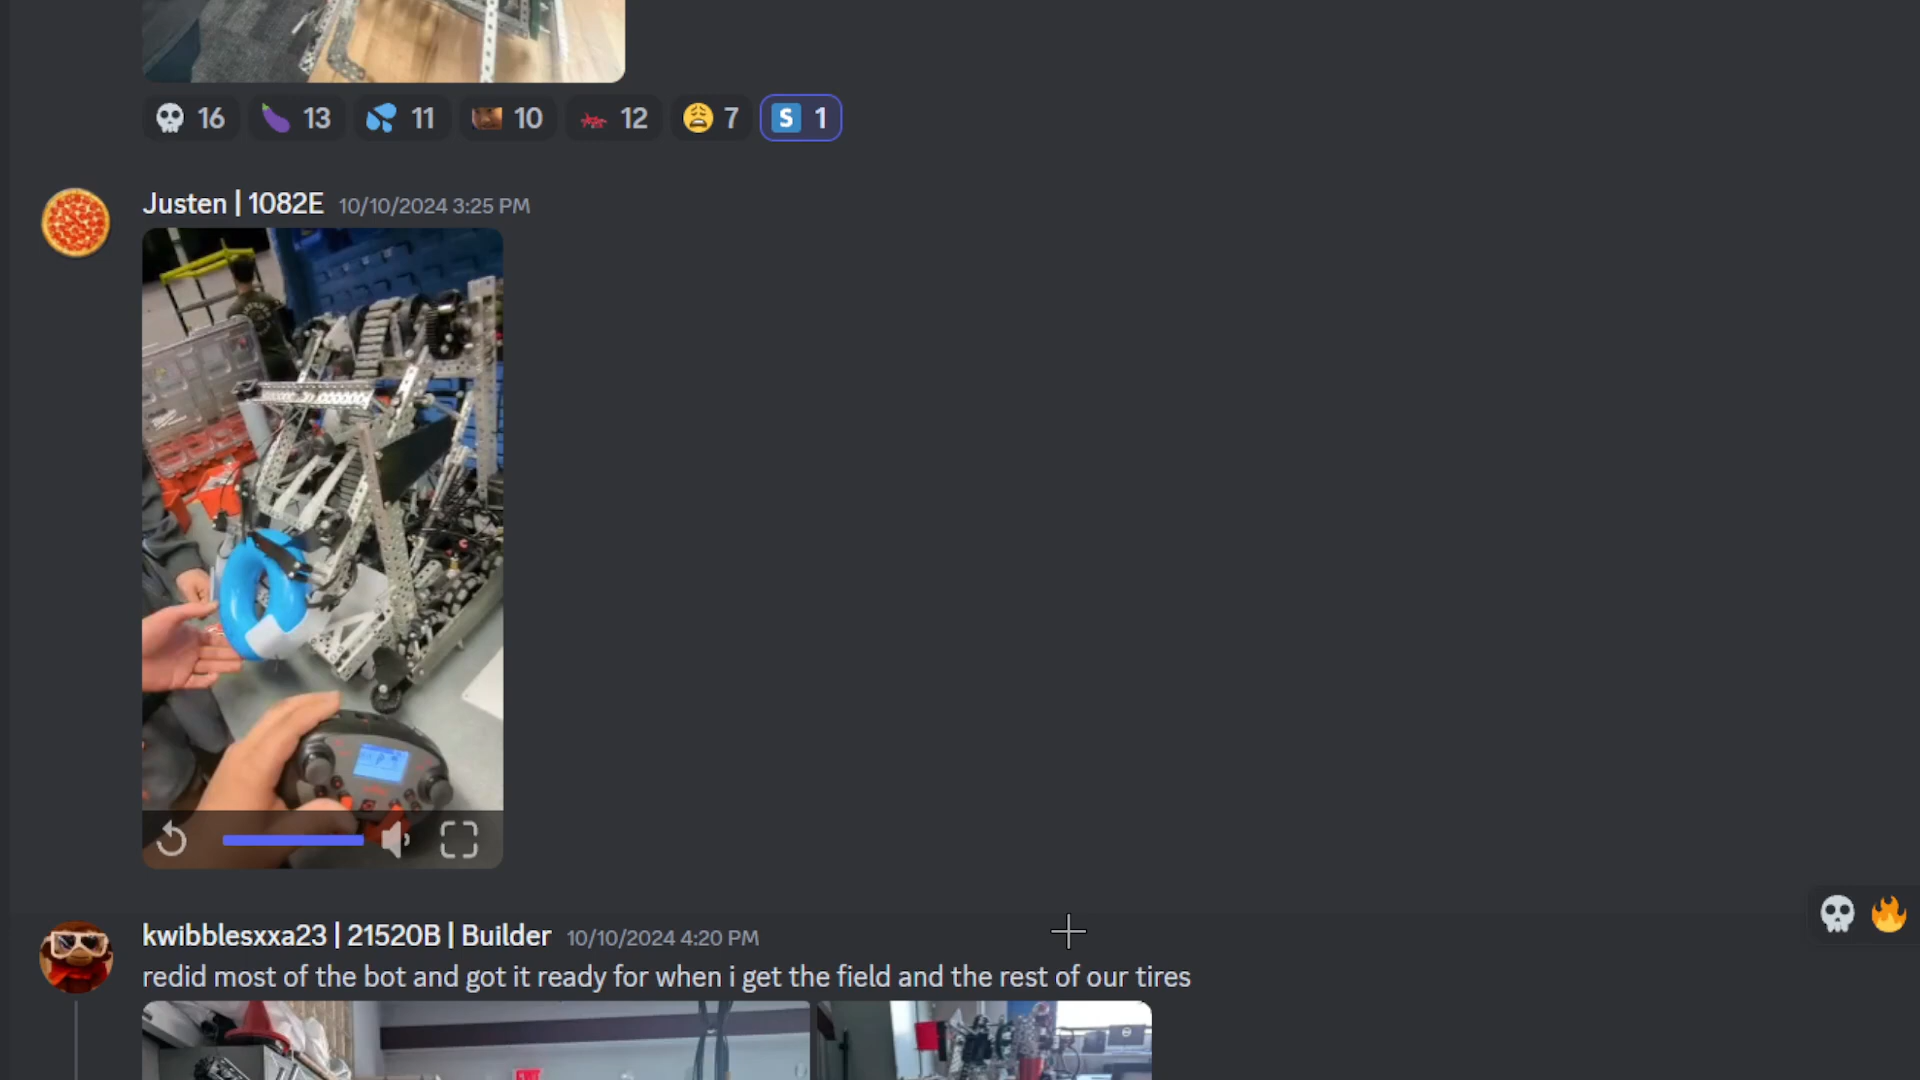 16 13 11 10 12 7 S 1
Justen | 1082E 10/10/2024 3:25 PM
kwibblesxxa23 | 21520B | Builder 10/10/2024 4:20 PM
redid most of the bot and got it ready for when i get the field and the rest of our tires